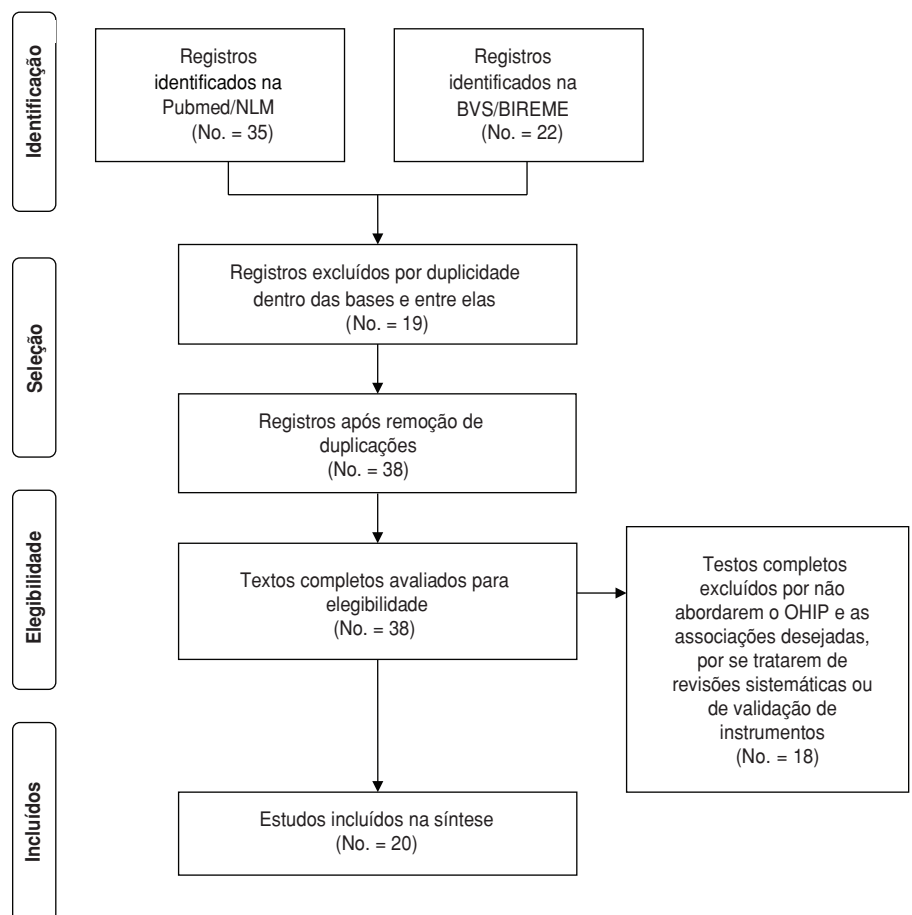 Identificação
Registros
identificados na
Pubmed/NLM
(No. = 35)
Registros
identificados na
BVS/BIREME
(No. = 22)
Seleção
Registros excluídos por duplicidade
dentro das bases e entre elas
(No. = 19)
Registros após remoção de
duplicações
(No. = 38)
Elegibilidade
Textos completos avaliados para
elegibilidade
(No. = 38)
Testos completos
excluídos por não
abordarem o OHIP e as
associações desejadas,
por se tratarem de
revisões sistemáticas ou
de validação de
instrumentos
(No. = 18)
Incluídos
Estudos incluídos na síntese
(No. = 20)